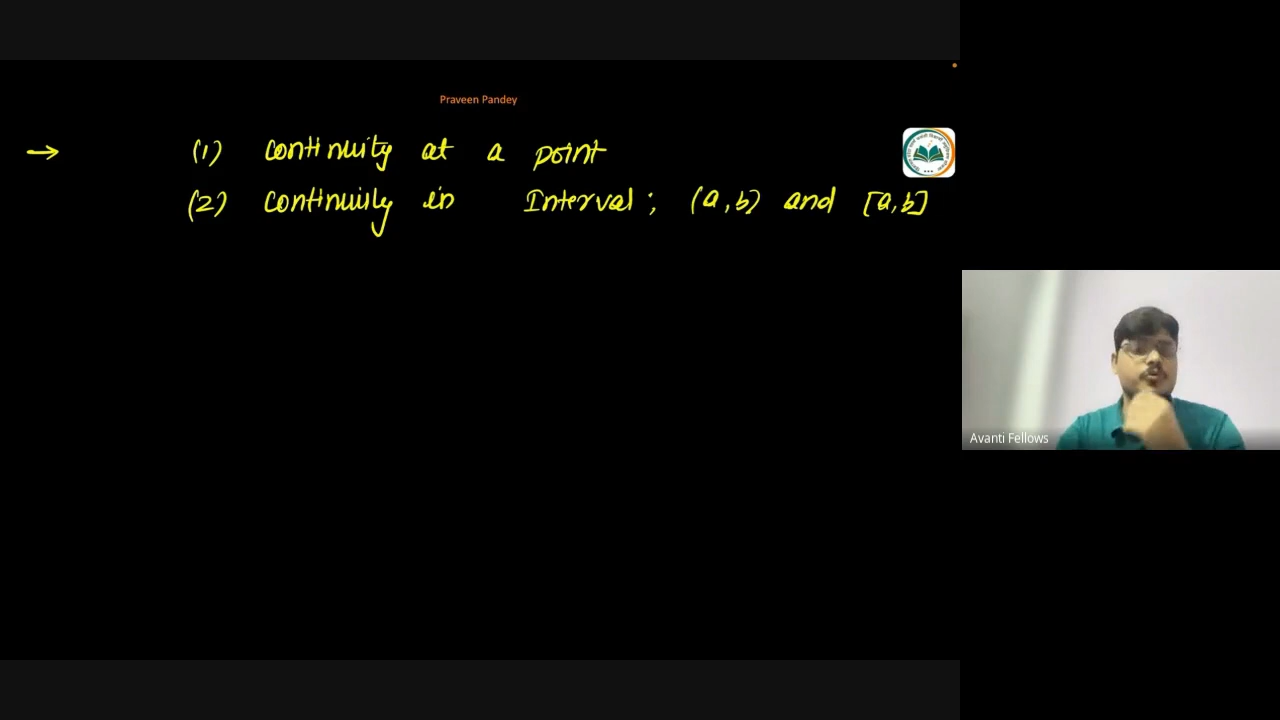 Praveen Pandey
→ (1) continuity at a point
(2) continuity in Interval; (a,b) and [a,b]
Avanti Fellows